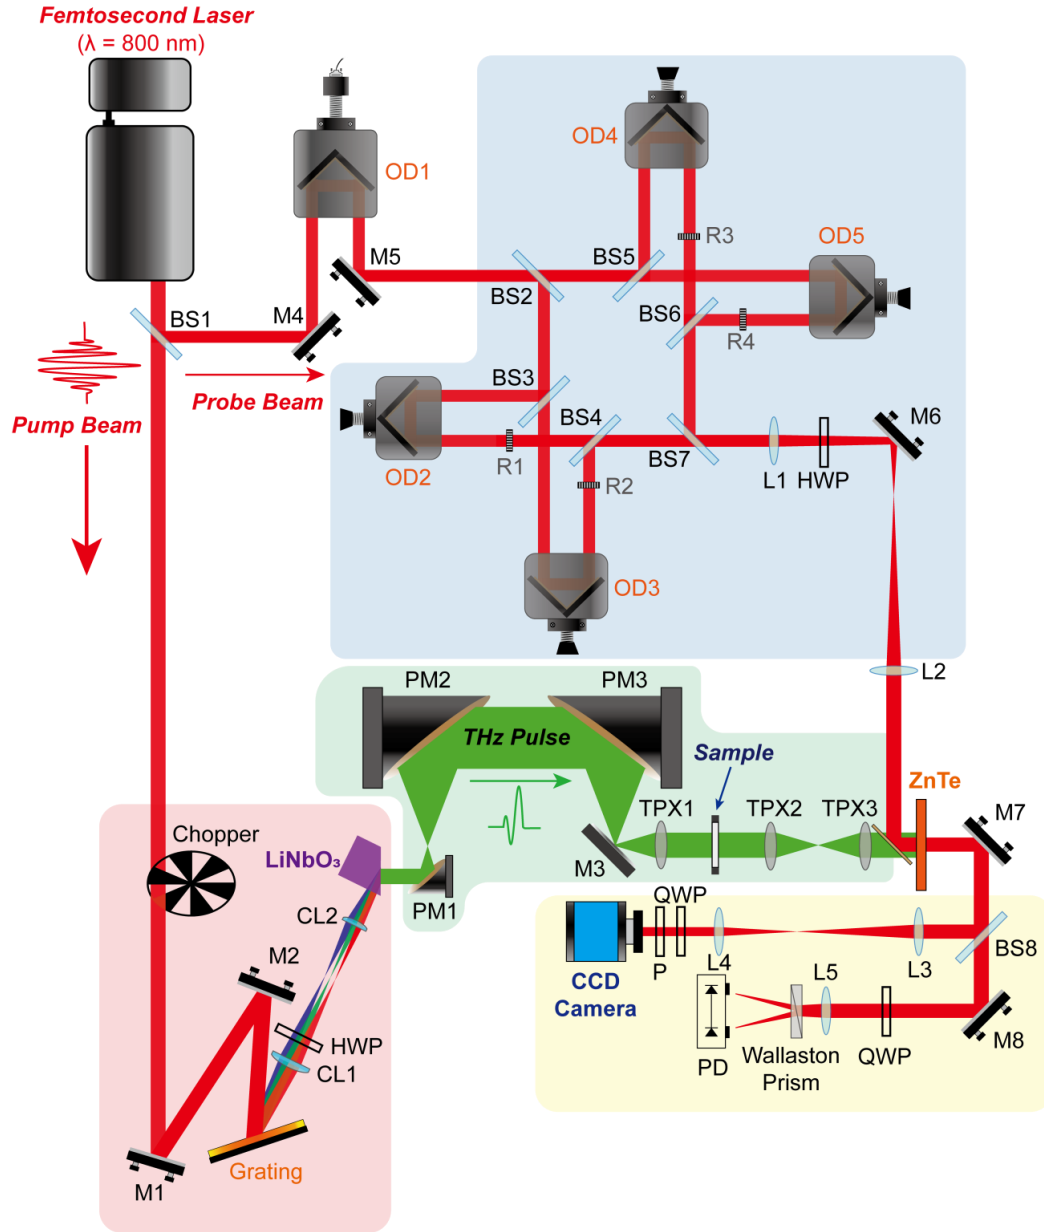 Femtosecond Laser
(λ = 800 nm)
OD1
OD4
OD5
R3
M5
BS5
BS2
BS1
M4
BS6
R4
Pump Beam
Probe Beam
BS3
BS4
M6
OD2
R1
BS7
L1
HWP
R2
OD3
L2
PM2
PM3
THz Pulse
Sample
ZnTe
TPX1
TPX2
TPX3
M7
Chopper
LiNbO₃
M3
PM1
QWP
CL2
BS8
M2
CCD
Camera
P
L4
L3
L5
HWP
CL1
PD
Wallaston
Prism
QWP
M8
M1
Grating